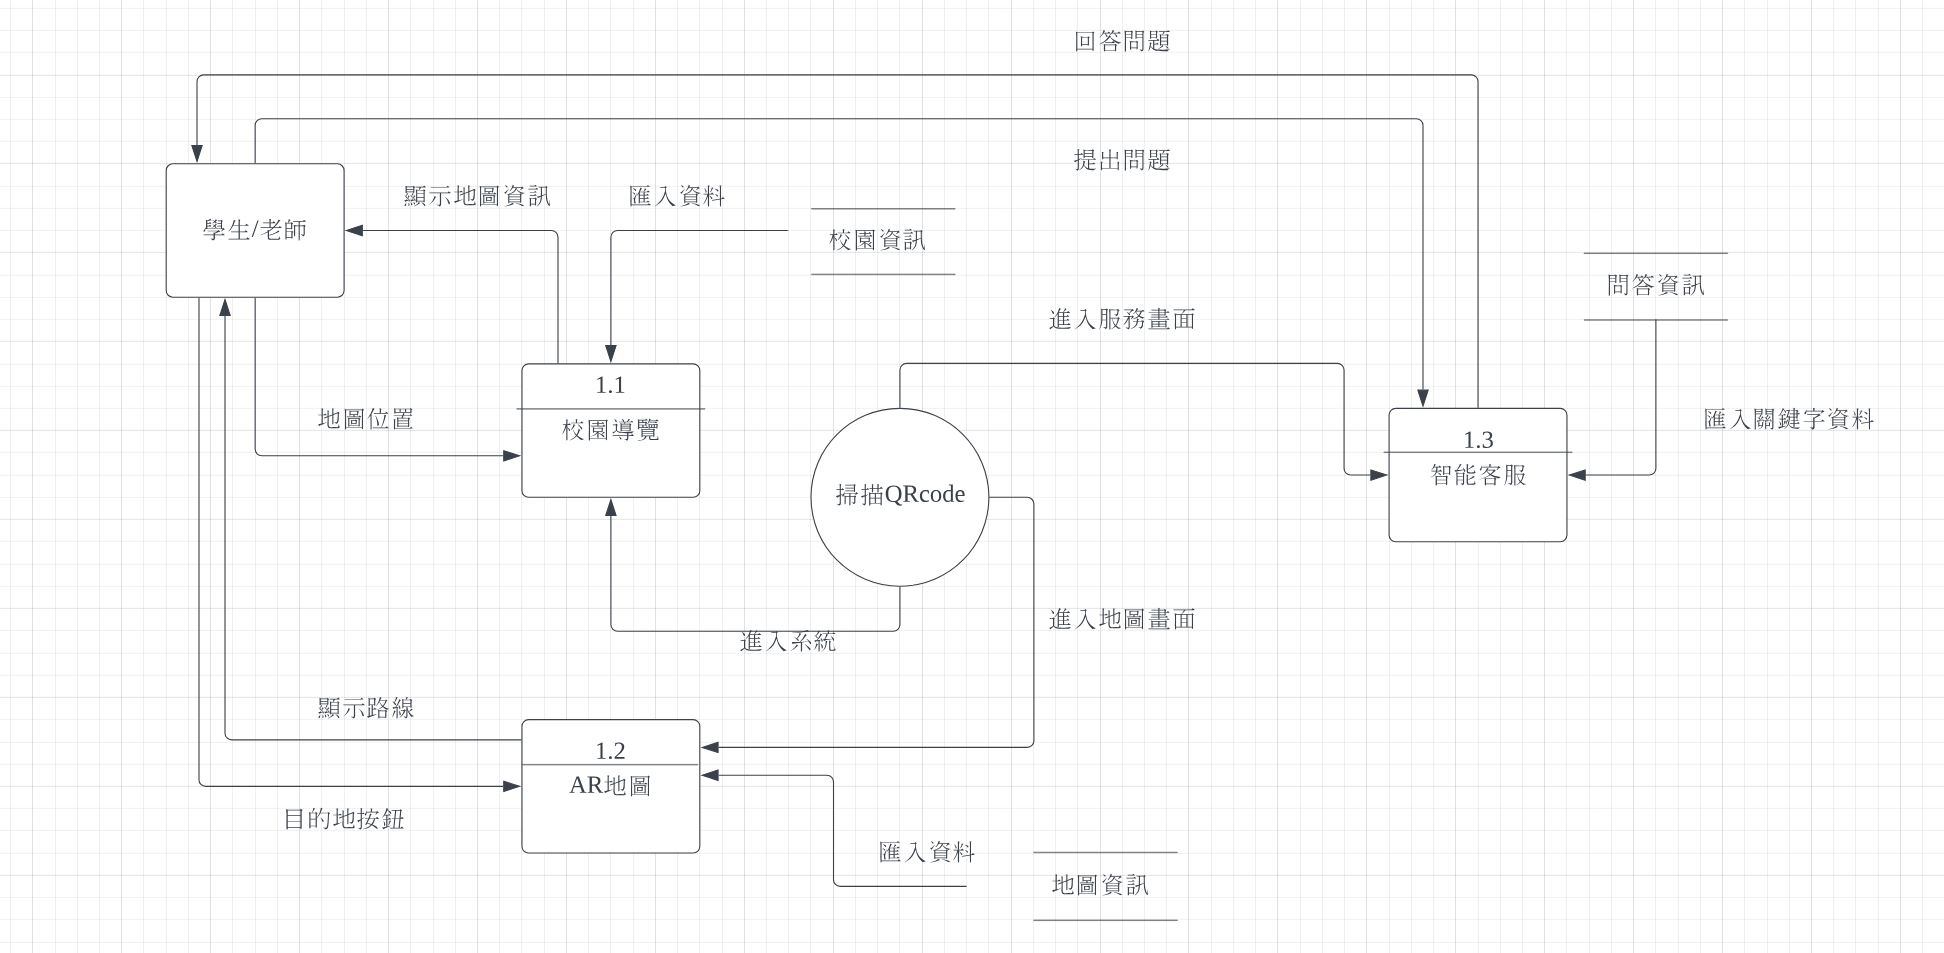 回答問題
提出問題
顯示地圖資訊
匯入資料
學生/老師
校園資訊
問答資訊
進入服務畫面
1.1
校園導覽
地圖位置
匯入關鍵字資料
1.3
智能客服
掃描QRcode
進入地圖畫面
進入系統
顯示路線
1.2
AR地圖
目的地按鈕
匯入資料
地圖資訊